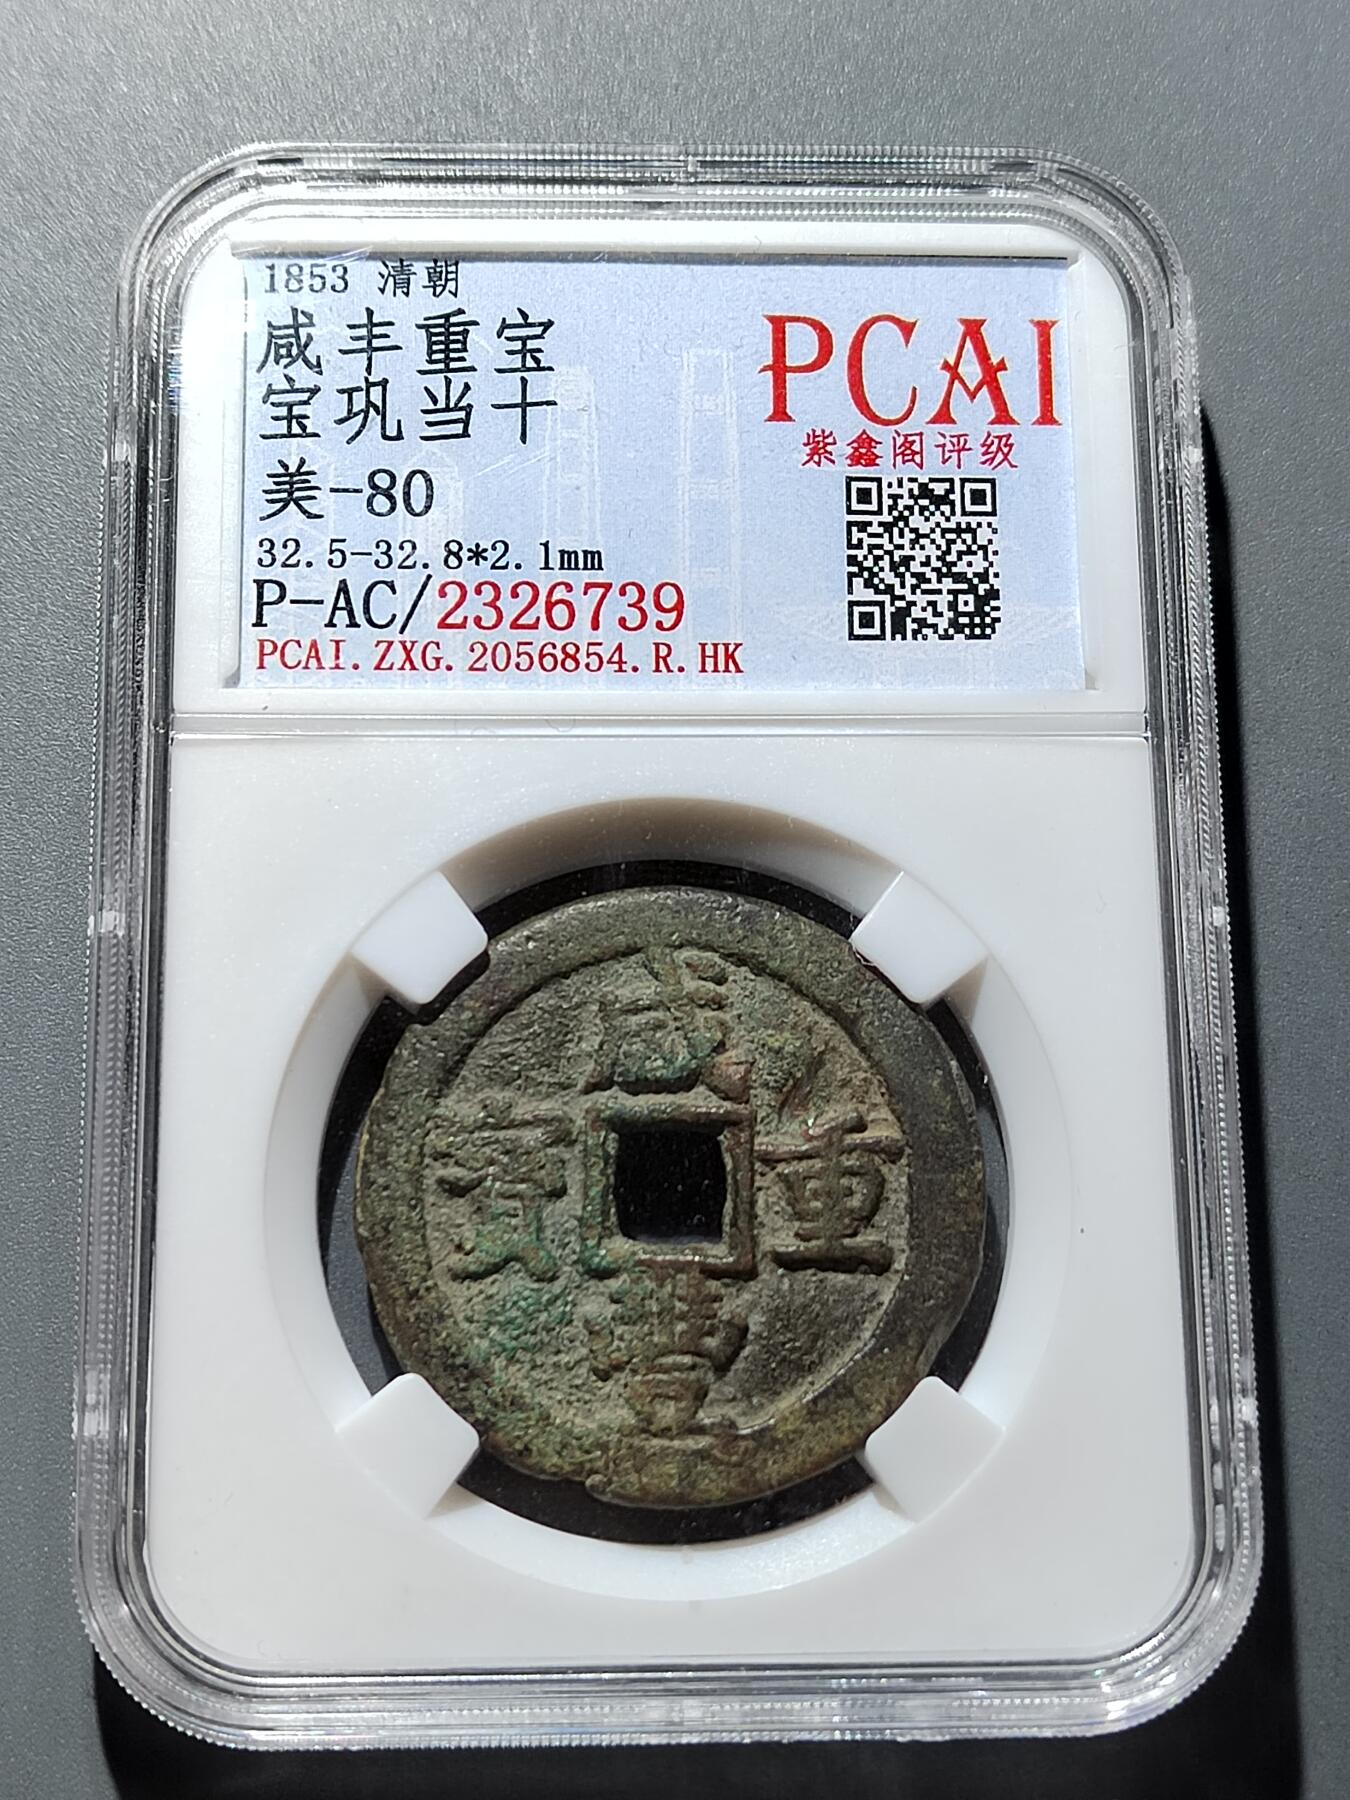 1853 清朝
咸丰重宝
宝巩当十
美-80
32.5-32.8*2.1mm
P-AC/2326739
PCAI.ZXG.2056854.R.HK
PCAI
紫鑫阁评级
咸
重
豐
寶